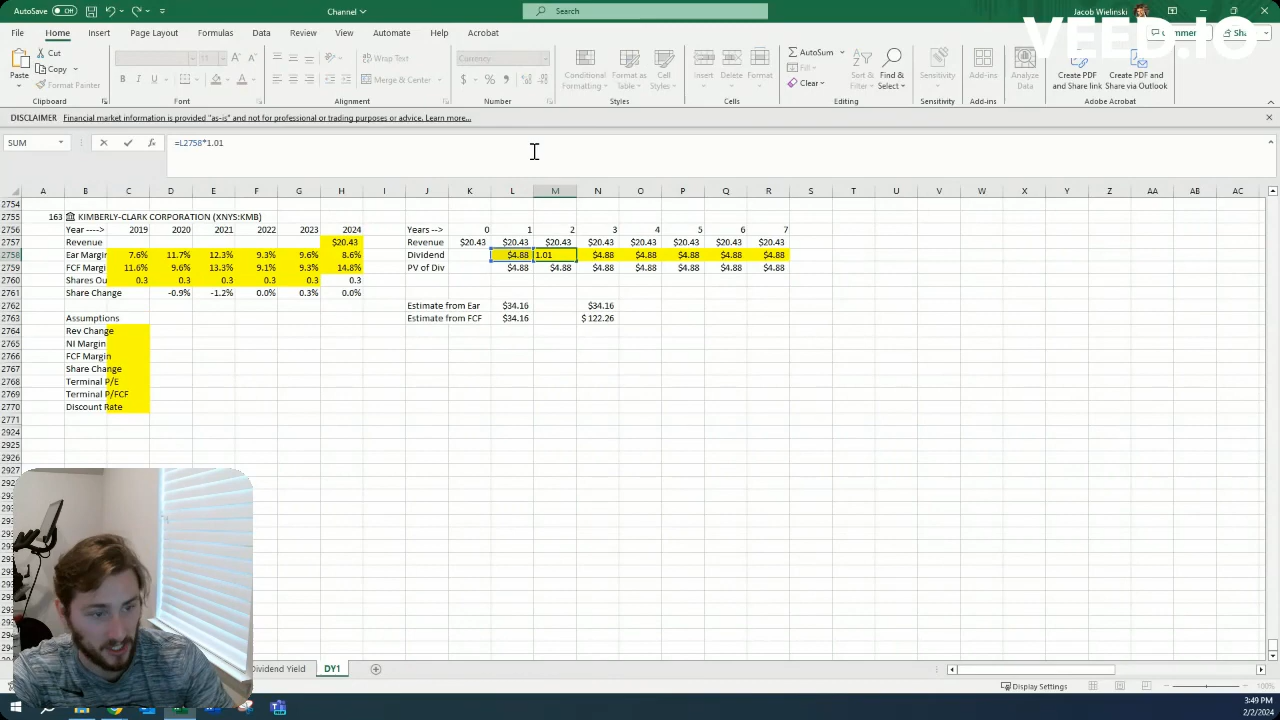 AutoSave Off Channel Search Jacob Wielinski
VEED.IO
File Home Insert Page Layout Formulas Data Review View Automate Help Acrobat Comments Share
Paste Cut Copy Format Painter Wrap Text Merge & Center Currency Conditional Formatting Format as Table Cell Styles Insert Delete Format AutoSum Fill Clear Sort & Filter Find & Select Sensitivity Add-ins Analyze Data Create PDF and Share link Create PDF and Share via Outlook
Clipboard Font Alignment Number Styles Cells Editing Sensitivity Add-ins Adobe Acrobat
DISCLAIMER Financial market information is provided "as-is" and not for professional or trading purposes or advice. Learn more...
SUM =L2758*1.01
A B C D E F G H I J K L M N O P Q R S T U V W X Y Z AA AB AC
2754
2755 163 KIMBERLY-CLARK CORPORATION (XNYS:KMB)
2756 Year ----> 2019 2020 2021 2022 2023 2024 Years --> 0 1 2 3 4 5 6 7
2757 Revenue $20.43 Revenue $20.43 $20.43 $20.43 $20.43 $20.43 $20.43 $20.43 $20.43
2758 Ear Margin 7.6% 11.7% 12.3% 9.3% 9.6% 8.6% Dividend $4.88 1.01 $4.88 $4.88 $4.88 $4.88 $4.88
2759 FCF Margi 11.6% 9.6% 13.3% 9.1% 9.3% 14.8% PV of Div $4.88 $4.88 $4.88 $4.88 $4.88 $4.88 $4.88
2760 Shares Ou 0.3 0.3 0.3 0.3 0.3 0.3
2761 Share Change -0.9% -1.2% 0.0% 0.3% 0.0%
2762 Estimate from Ear $34.16 $34.16
2763 Assumptions Estimate from FCF $34.16 $ 122.26
2764 Rev Change
2765 NI Margin
2766 FCF Margin
2768 Share Change
2768 Terminal P/E
2769 Terminal P/FCF
2770 Discount Rate
2771
2924
2925
2926
Dividend Yield DY1
Display Settings 100%
3:49 PM
2/2/2024